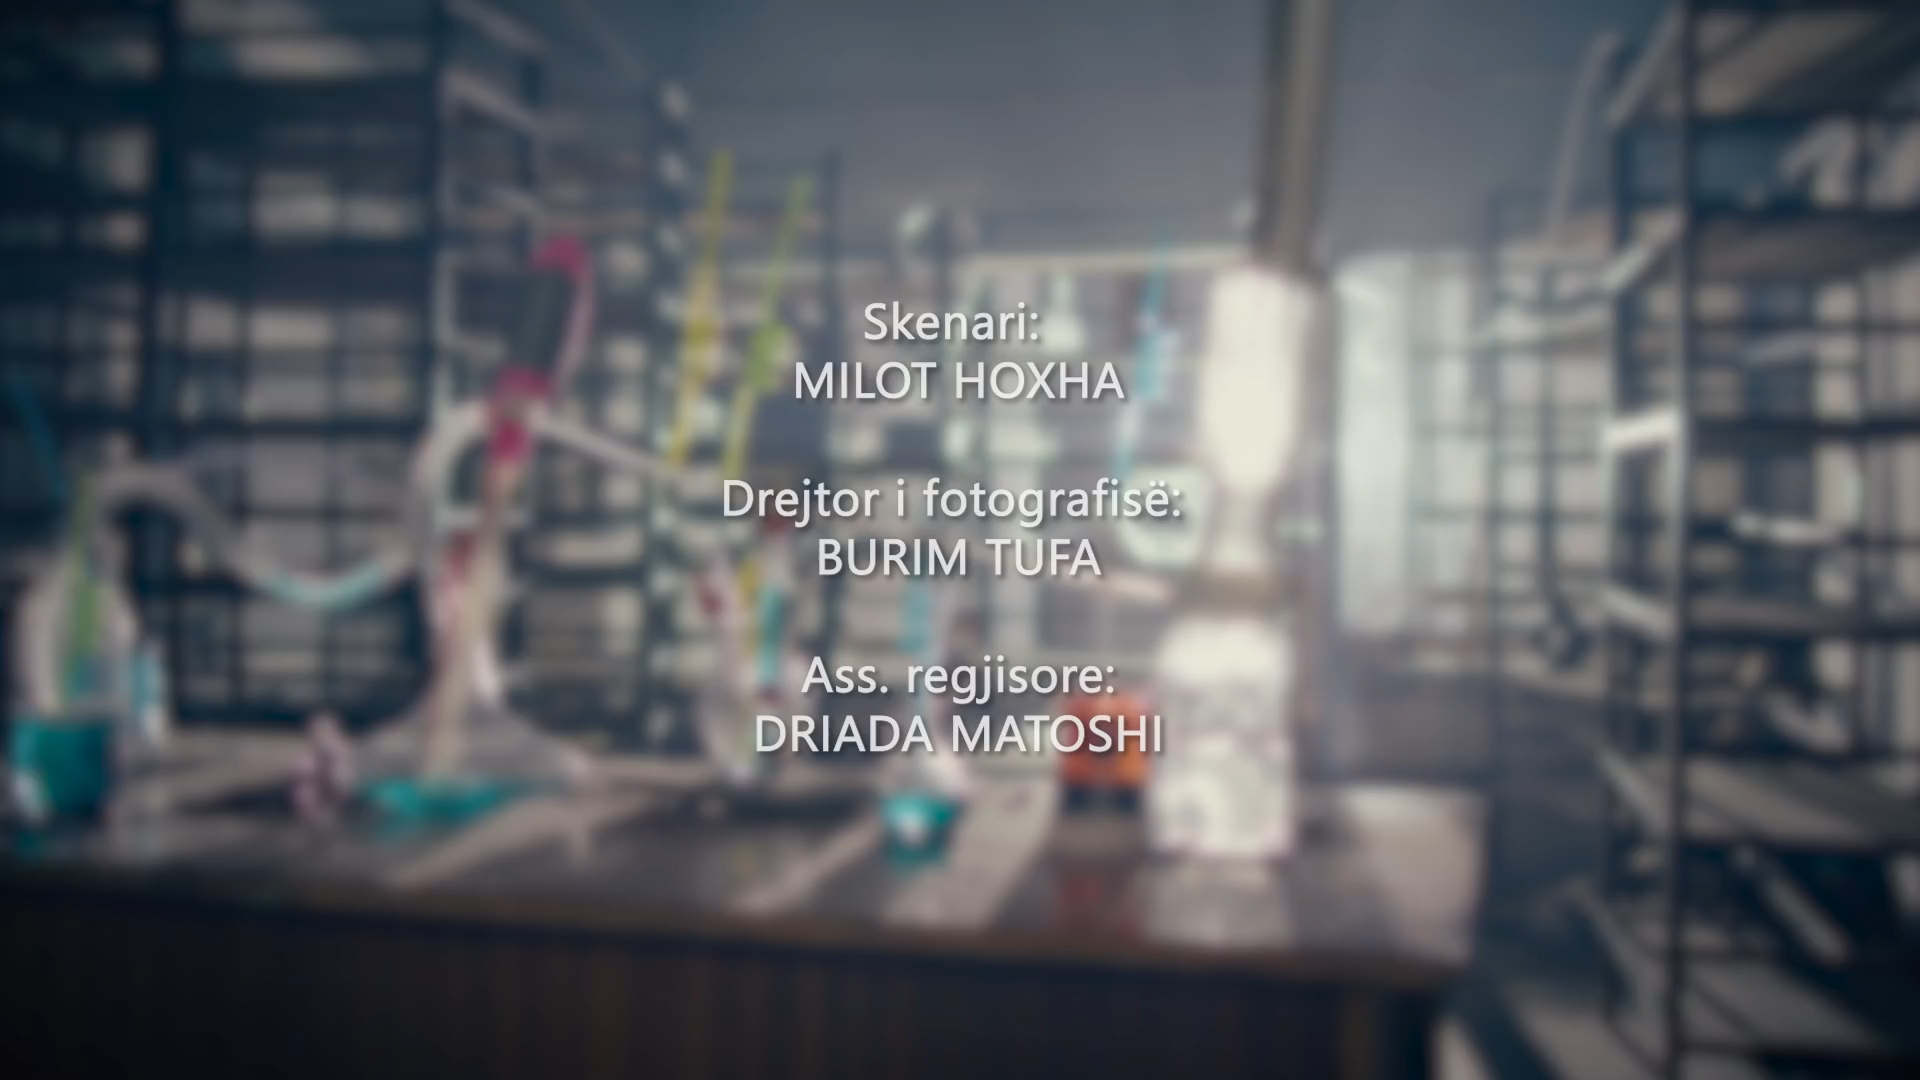 Skenari:
MILOT HOXHA
Drejtor i fotografisë:
BURIM TUFA
Ass. regjisore:
DRIADA MATOSHI